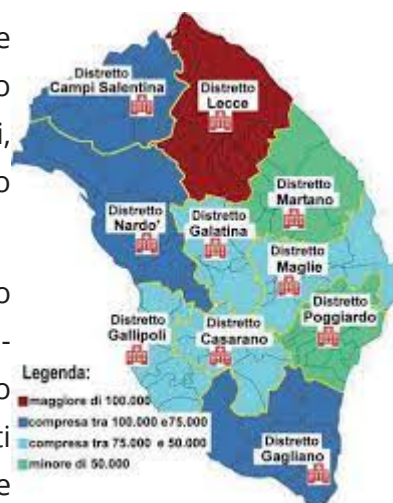 e
o
i,
o
o
-
o
ti
e
Distretto
Campi Salentina
Distretto
Lecce
Distretto
Martano
Distretto
Nardo'
Distretto
Galatina
Distretto
Maglie
Distretto
Poggiardo
Distretto
Gallipoli
Distretto
Casarano
Distretto
Gagliano
Legenda:
maggiore di 100.000
compresa tra 100.000 e75.000
compresa tra 75.000 e 50.000
minore di 50.000